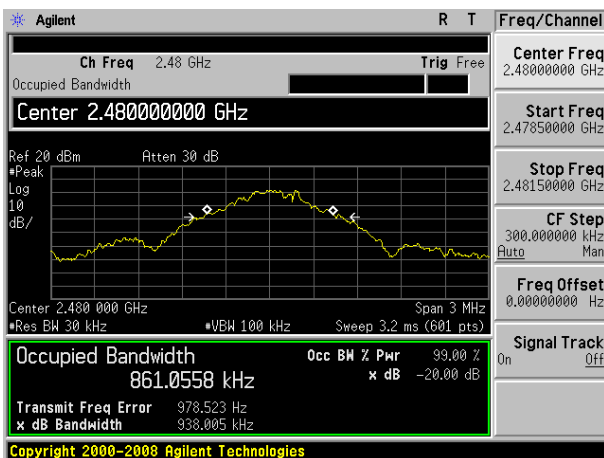 Agilent R T
Ch Freq 2.48 GHz Trig Free
Occupied Bandwidth
Center 2.480000000 GHz
Ref 20 dBm Atten 30 dB
#Peak
Log
10
dB/
Center 2.480 000 GHz Span 3 MHz
#Res BW 30 kHz #VBW 100 kHz Sweep 3.2 ms (601 pts)
Occupied Bandwidth Occ BW % Pwr 99.00 %
861.0558 kHz x dB -20.00 dB
Transmit Freq Error 978.523 Hz
x dB Bandwidth 938.005 kHz
Copyright 2000-2008 Agilent Technologies
Freq/Channel
Center Freq
2.48000000 GHz
Start Freq
2.47850000 GHz
Stop Freq
2.48150000 GHz
CF Step
300.000000 kHz
Auto Man
Freq Offset
0.00000000 Hz
Signal Track
On Off